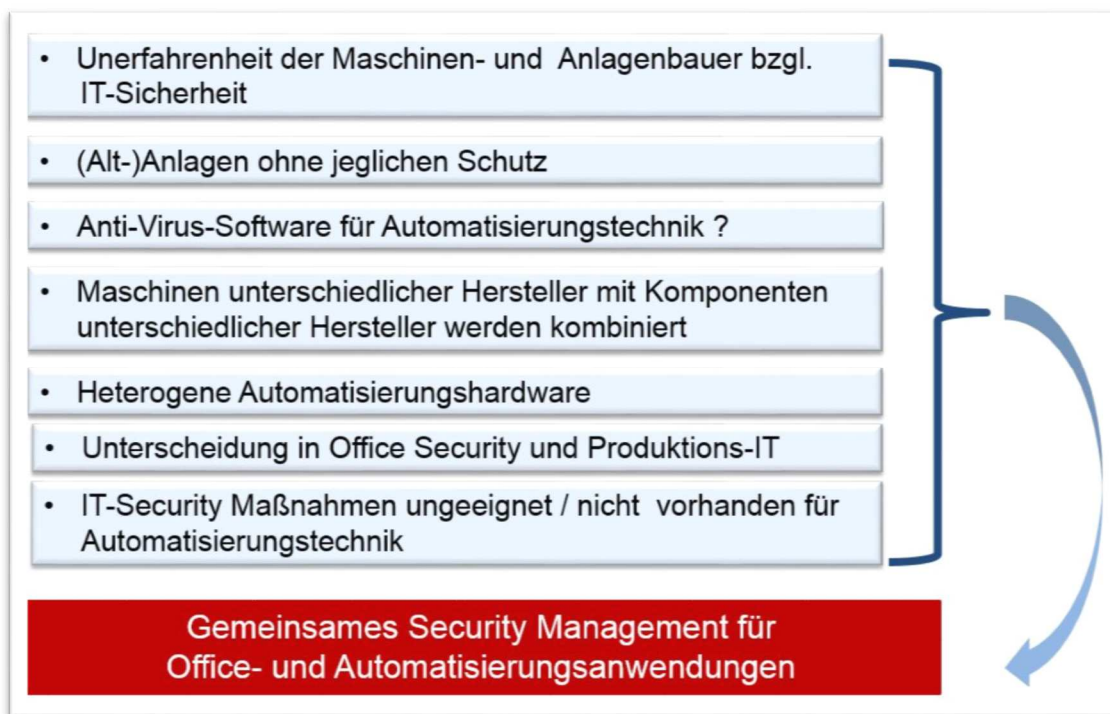 • Unerfahrenheit der Maschinen- und Anlagenbauer bzgl.
IT-Sicherheit
• (Alt-)Anlagen ohne jeglichen Schutz
• Anti-Virus-Software für Automatisierungstechnik ?
• Maschinen unterschiedlicher Hersteller mit Komponenten
unterschiedlicher Hersteller werden kombiniert
• Heterogene Automatisierungshardware
• Unterscheidung in Office Security und Produktions-IT
• IT-Security Maßnahmen ungeeignet / nicht vorhanden für
Automatisierungstechnik
Gemeinsames Security Management für
Office- und Automatisierungsanwendungen